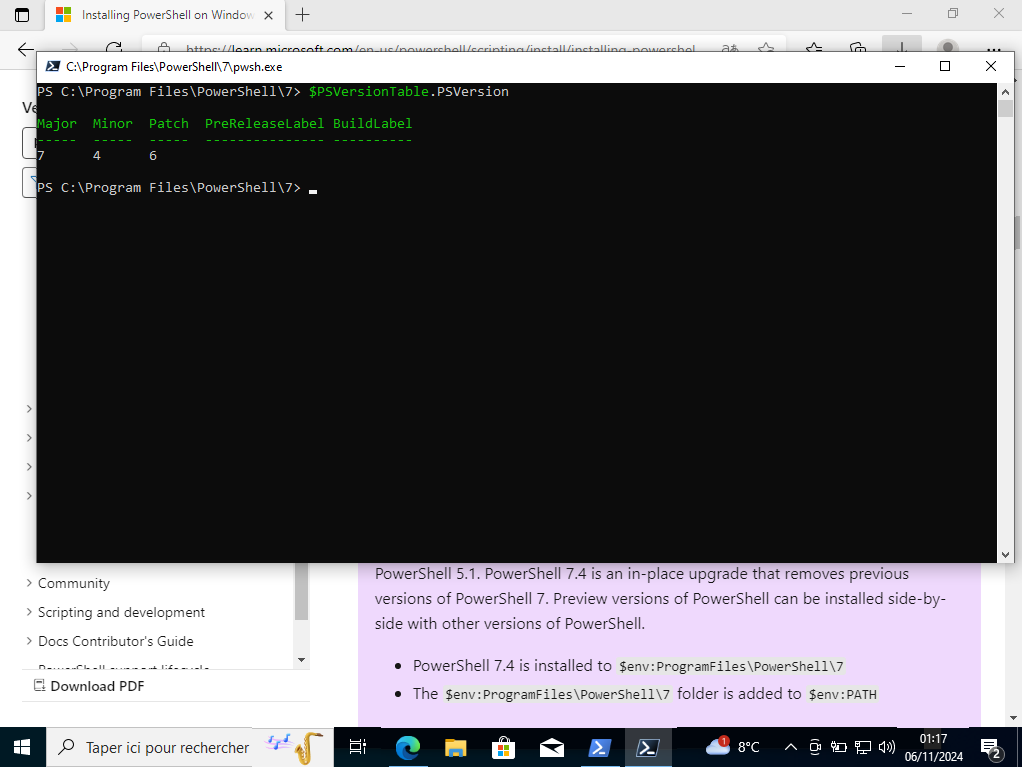 Installing PowerShell on Window
https://learn.microsoft.com/en-us/powershell/scripting/install/installing-powershel
C:\Program Files\PowerShell\7\pwsh.exe
PS C:\Program Files\PowerShell\7> $PSVersionTable.PSVersion
Major Minor Patch PreReleaseLabel BuildLabel
----- ----- ----- --------------- ----------
7 4 6
PS C:\Program Files\PowerShell\7>
Ve
Community
Scripting and development
Docs Contributor's Guide
PowerShell support lifecycle
Download PDF
PowerShell 5.1. PowerShell 7.4 is an in-place upgrade that removes previous
versions of PowerShell 7. Preview versions of PowerShell can be installed side-by-
side with other versions of PowerShell.
• PowerShell 7.4 is installed to $env:ProgramFiles\PowerShell\7
• The $env:ProgramFiles\PowerShell\7 folder is added to $env:PATH
Taper ici pour rechercher
1
8°C
01:17
06/11/2024
2